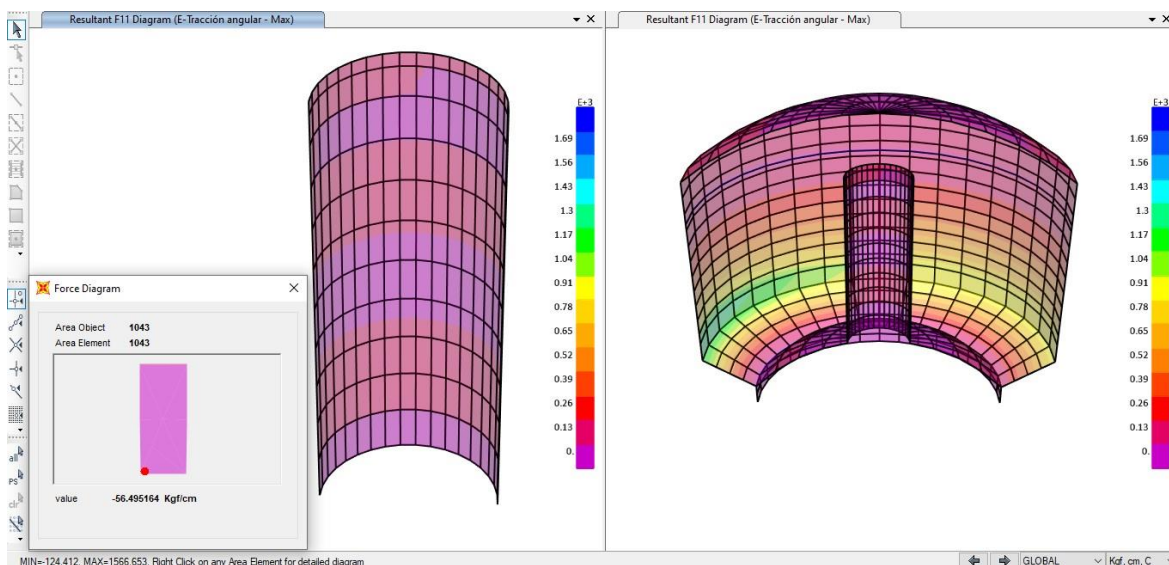 Resultant F11 Diagram (E-Tracción angular - Max)
Resultant F11 Diagram (E-Tracción angular - Max)
E+3
1.69
1.56
1.43
1.3
1.17
1.04
0.91
0.78
0.65
0.52
0.39
0.26
0.13
0.
E+3
1.69
1.56
1.43
1.3
1.17
1.04
0.91
0.78
0.65
0.52
0.39
0.26
0.13
0.
Force Diagram
Area Object 1043
Area Element 1043
value -56.495164 Kgf/cm
all
PS
clr
MIN=-124.412, MAX=1566.653, Right Click on any Area Element for detailed diagram
GLOBAL
Kgf, cm, C